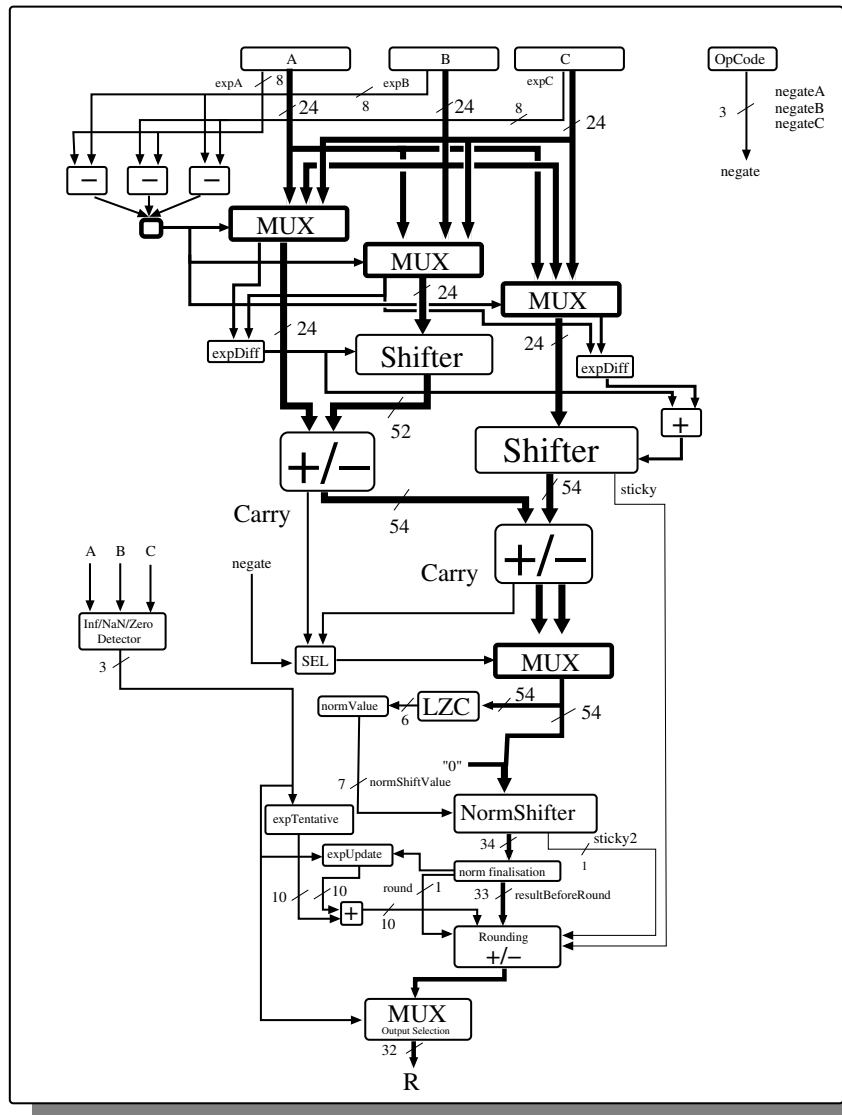 A
B
C
OpCode
expA
8
expB
8
expC
8
24
24
24
3
negateA
negateB
negateC
negate
−
−
−
MUX
MUX
MUX
24
24
24
expDiff
Shifter
expDiff
52
+
+/−
Shifter
sticky
54
54
Carry
+/−
Carry
A
B
C
negate
Inf/NaN/Zero
Detector
3
SEL
MUX
normValue
6
LZC
54
54
"0"
7
normShiftValue
NormShifter
expTentative
34
sticky2
1
expUpdate
norm finalisation
10
10
round
1
33
resultBeforeRound
+
10
Rounding
+/−
MUX
Output Selection
32
R